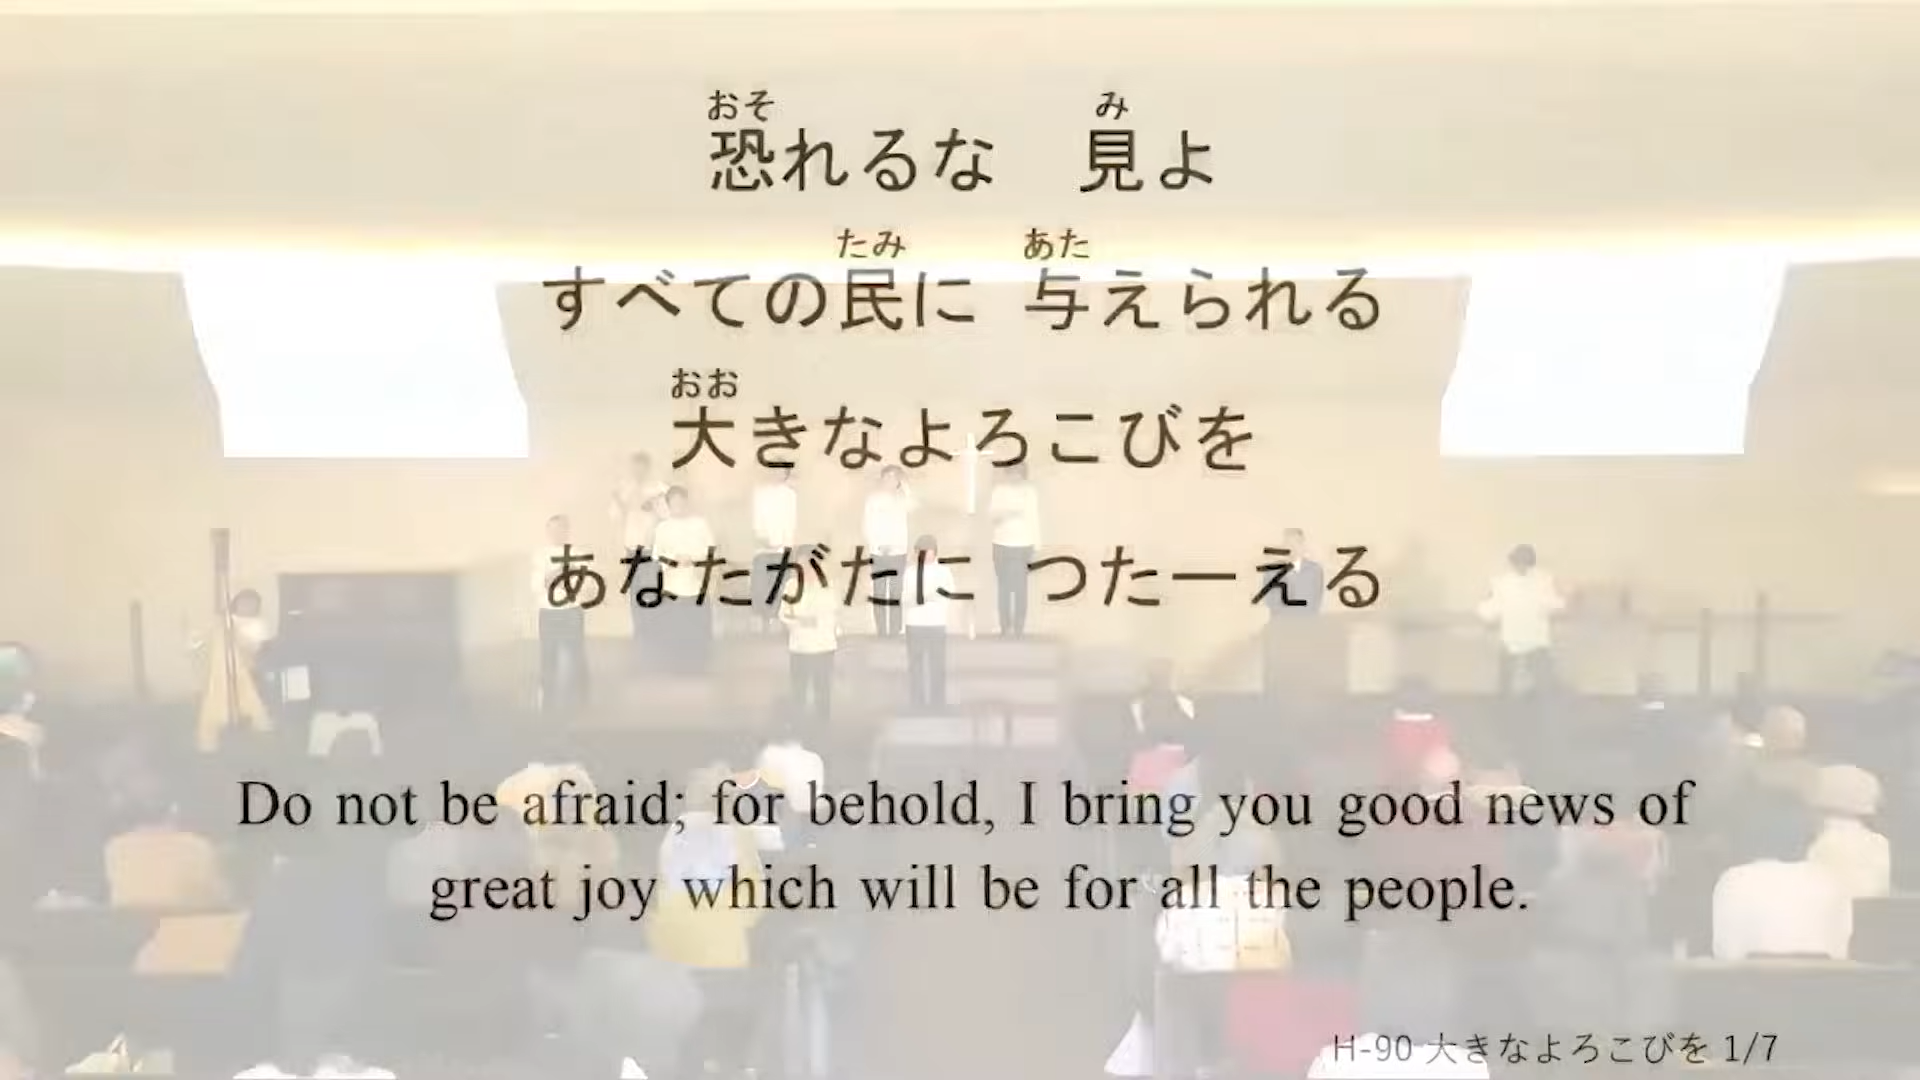 おそ み
恐れるな 見よ
たみ あた
すべての民に 与えられる
おお
大きなよろこびを
あなたがたに つたーえる
Do not be afraid; for behold, I bring you good news of
great joy which will be for all the people.
H-90 大きなよろこびを 1/7